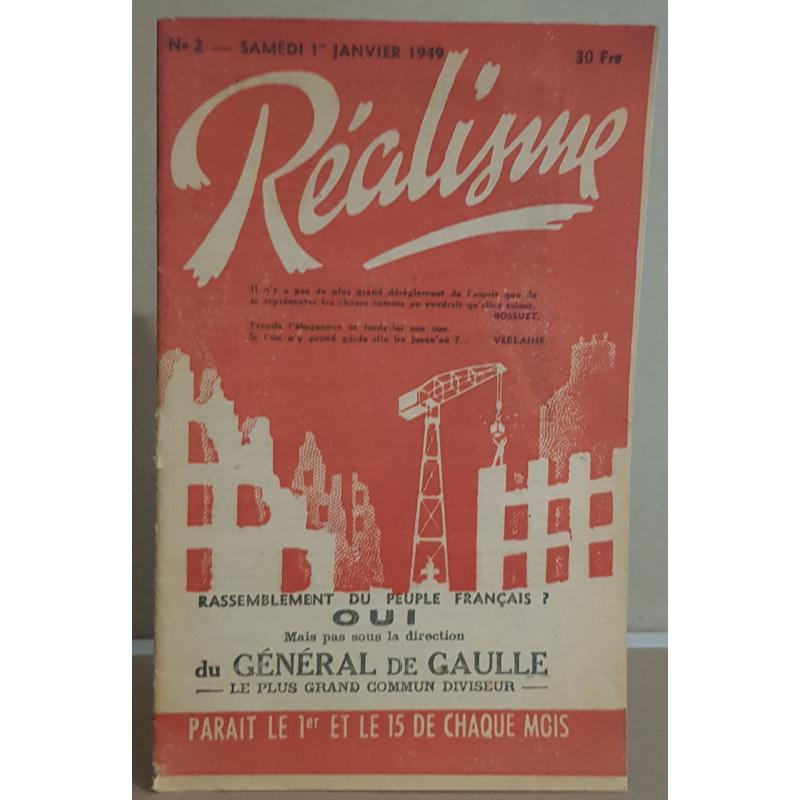 No 2 — SAMEDI 1er JANVIER 1949
30 Frs
Réalisme
Il n'y a pas de plus grand dérèglement de l'esprit que de
se représenter les choses comme on voudrait qu'elles soient.
BOSSUET.
Prends l'éloquence et tords-lui son cou.
Si l'on n'y prend garde elle ira jusqu'où ?.. VERLAINE.
RASSEMBLEMENT DU PEUPLE FRANÇAIS ?
OUI
Mais pas sous la direction
du GÉNÉRAL DE GAULLE
— LE PLUS GRAND COMMUN DIVISEUR —
PARAIT LE 1er ET LE 15 DE CHAQUE MOIS